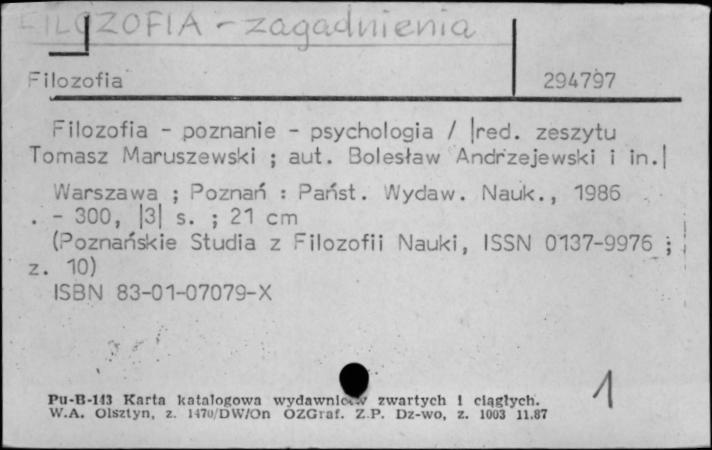 FILOZOFIA - zagadnienia
Filozofia 294797
Filozofia - poznanie - psychologia / |red. zeszytu
Tomasz Maruszewski ; aut. Bolesław Andrzejewski i in.|
Warszawa ; Poznań : Państ. Wydaw. Nauk., 1986
. - 300, |3| s. ; 21 cm
(Poznańskie Studia z Filozofii Nauki, ISSN 0137-9976 ;
z. 10)
ISBN 83-01-07079-X
1
Pu-B-143 Karta katalogowa wydawnictw zwartych i ciągłych.
W.A. Olsztyn, z. 1470/DW/On OZGraf. Z.P. Dz-wo, z. 1003 11.87